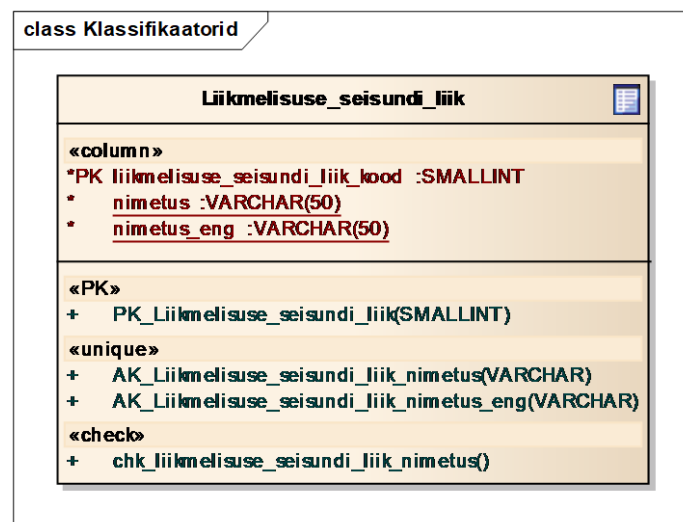 class Klassifikaatorid
Liikmelisuse_seisundi_liik
«column»
*PK liikmelisuse_seisundi_liik_kood :SMALLINT
* nimetus :VARCHAR(50)
* nimetus_eng :VARCHAR(50)
«PK»
+ PK_Liikmelisuse_seisundi_liik(SMALLINT)
«unique»
+ AK_Liikmelisuse_seisundi_liik_nimetus(VARCHAR)
+ AK_Liikmelisuse_seisundi_liik_nimetus_eng(VARCHAR)
«check»
+ chk_liikmelisuse_seisundi_liik_nimetus()